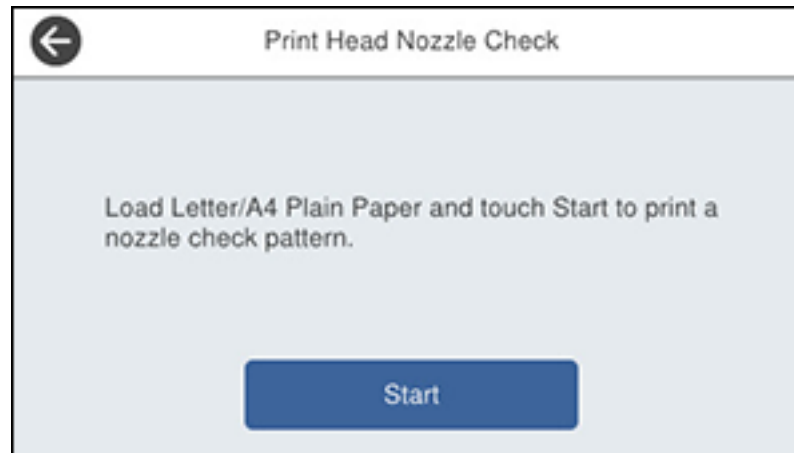 Print Head Nozzle Check
Load Letter/A4 Plain Paper and touch Start to print a
nozzle check pattern.
Start